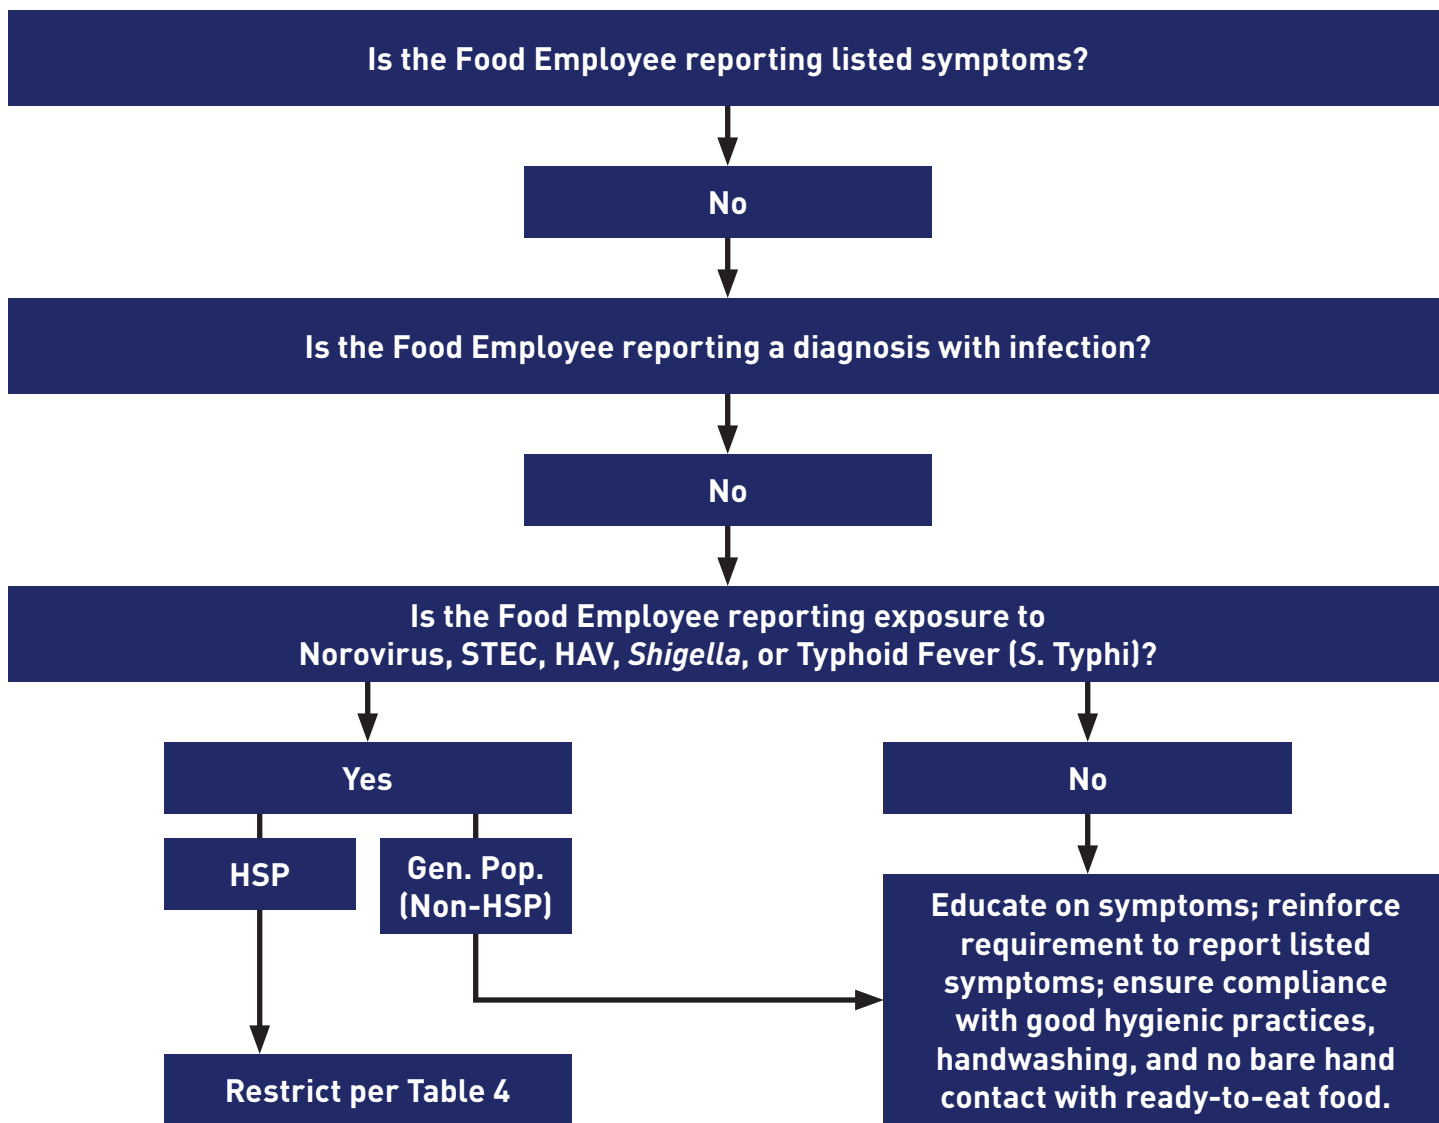 Is the Food Employee reporting listed symptoms?
No
Is the Food Employee reporting a diagnosis with infection?
No
Is the Food Employee reporting exposure to
Norovirus, STEC, HAV, Shigella, or Typhoid Fever (S. Typhi)?
Yes
No
HSP
Gen. Pop.
(Non-HSP)
Educate on symptoms; reinforce
requirement to report listed
symptoms; ensure compliance
with good hygienic practices,
handwashing, and no bare hand
contact with ready-to-eat food.
Restrict per Table 4